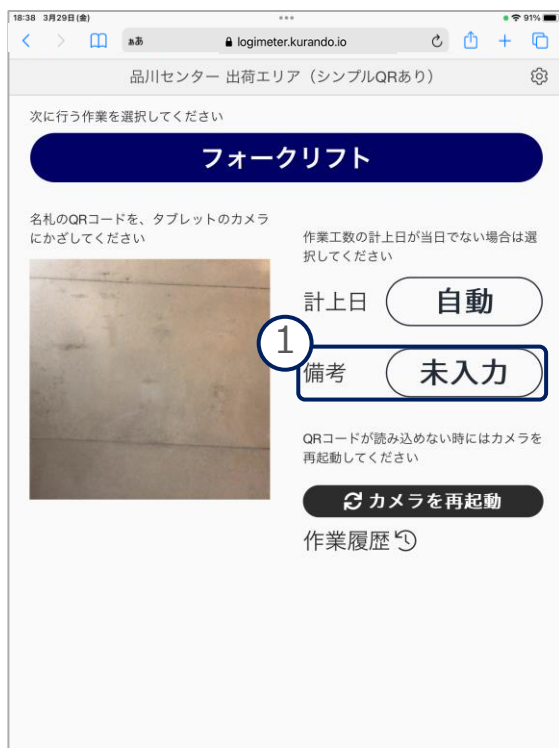 18:38 3月29日(金)
91%
ぁあ
logimeter.kurando.io
品川センター 出荷エリア（シンプルQRあり）
次に行う作業を選択してください
フォークリフト
名札のQRコードを、タブレットのカメラ
にかざしてください
作業工数の計上日が当日でない場合は選
択してください
計上日 自動
1
備考 未入力
QRコードが読み込めない時にはカメラを
再起動してください
カメラを再起動
作業履歴